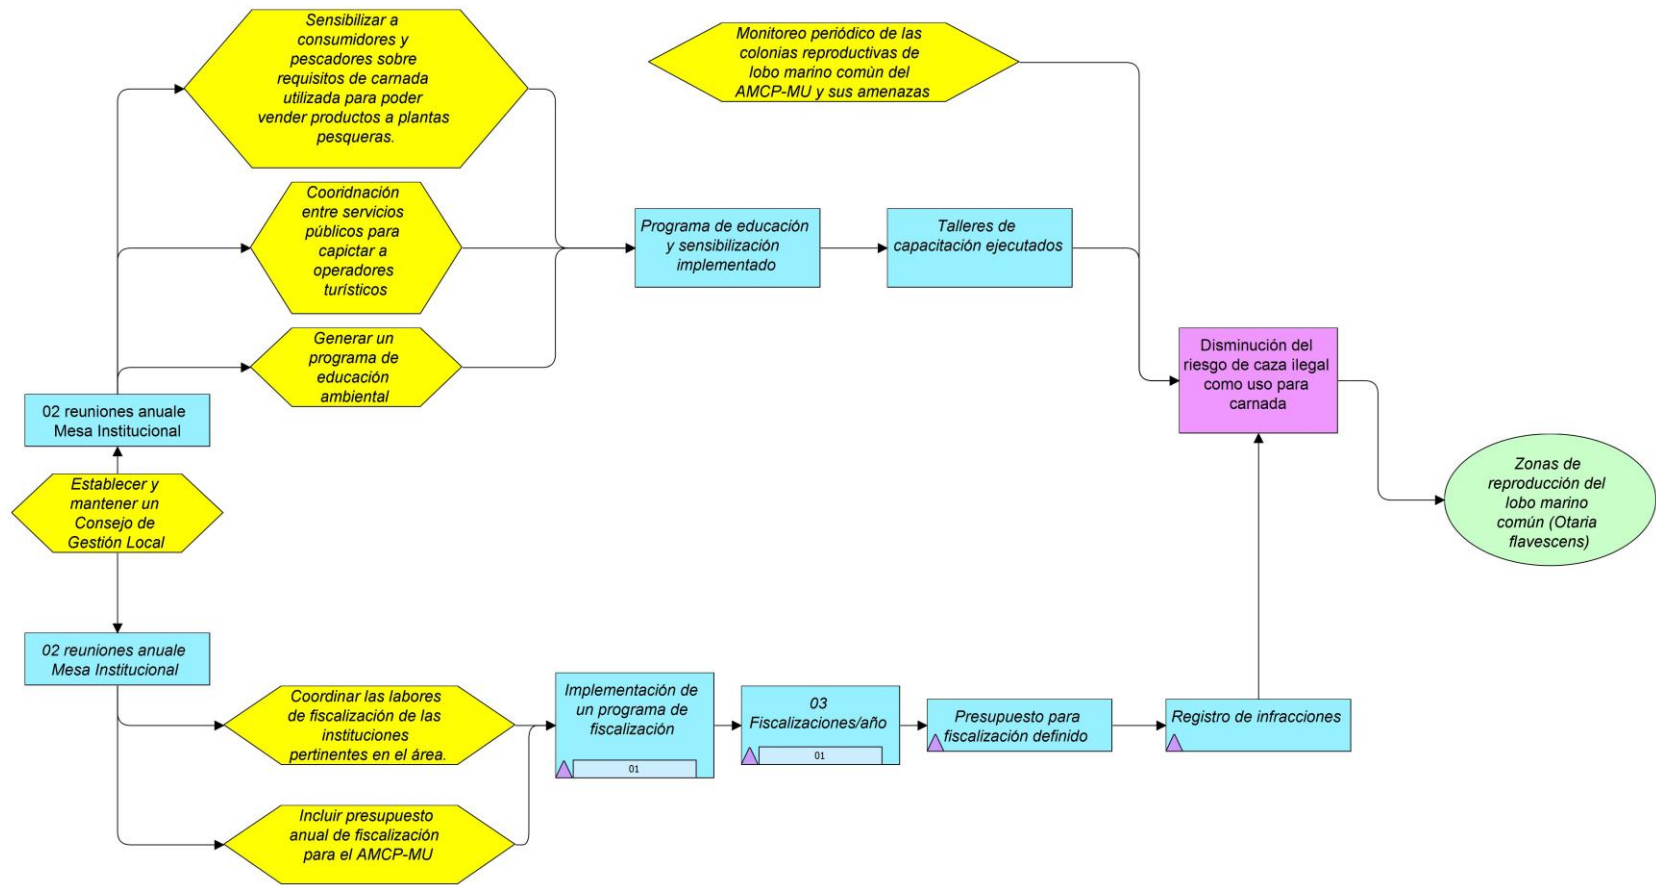 Sensibilizar a
consumidores y
pescadores sobre
requisitos de carnada
utilizada para poder
vender productos a plantas
pesqueras.
Monitoreo periódico de las
colonias reproductivas de
lobo marino comùn del
AMCP-MU y sus amenazas
Cooridnación
entre servicios
públicos para
capictar a
operadores
turísticos
Programa de educación
y sensibilización
implementado
Talleres de
capacitación ejecutados
Generar un
programa de
educación
ambiental
Disminución del
riesgo de caza ilegal
como uso para
carnada
02 reuniones anuale
Mesa Institucional
Establecer y
mantener un
Consejo de
Gestión Local
Zonas de
reproducción del
lobo marino
común (Otaria
flavescens)
02 reuniones anuale
Mesa Institucional
Coordinar las labores
de fiscalización de las
instituciones
pertinentes en el área.
Implementación de
un programa de
fiscalización
01
03
Fiscalizaciones/año
01
Presupuesto para
fiscalización definido
Registro de infracciones
Incluir presupuesto
anual de fiscalización
para el AMCP-MU